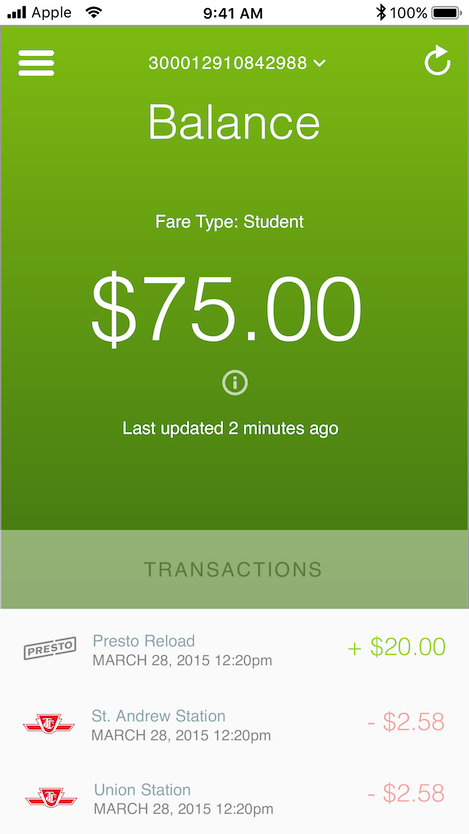 Apple 9:41 AM 100%
300012910842988
Balance
Fare Type: Student
$75.00
Last updated 2 minutes ago
TRANSACTIONS
PRESTO Presto Reload + $20.00
MARCH 28, 2015 12:20pm
St. Andrew Station - $2.58
MARCH 28, 2015 12:20pm
Union Station - $2.58
MARCH 28, 2015 12:20pm